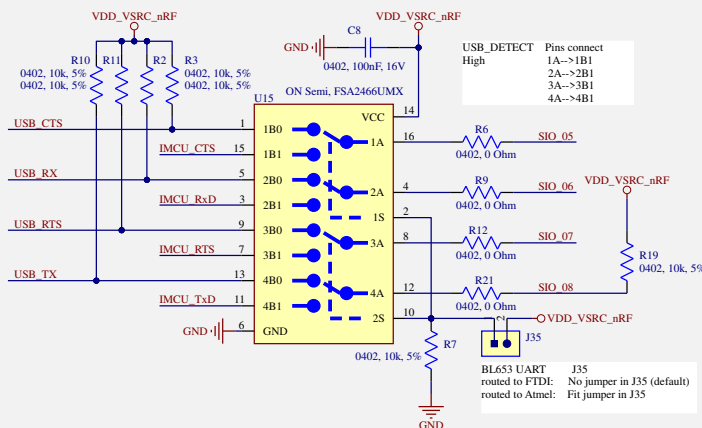 VDD_VSRC_nRF
VDD_VSRC_nRF
R10 R11 R2 R3
0402, 10k, 5% 0402, 10k, 5%
0402, 10k, 5% 0402, 10k, 5%
C8
GND
0402, 100nF, 16V
USB_DETECT Pins connect
High 1A-->1B1
2A-->2B1
3A-->3B1
4A-->4B1
U15
ON Semi, FSA2466UMX
14
VCC
USB_CTS 1 1B0
1A 16 R6 SIO_05
0402, 0 Ohm
IMCU_CTS 15 1B1
USB_RX 5 2B0
2A 4 R9 SIO_06
0402, 0 Ohm
VDD_VSRC_nRF
IMCU_RxD 3 2B1
1S 2
USB_RTS 9 3B0
3A 8 R12 SIO_07
0402, 0 Ohm
IMCU_RTS 7 3B1
R19
0402, 10k, 5%
USB_TX 13 4B0
4A 12 R21 SIO_08
0402, 0 Ohm
IMCU_TxD 11 4B1
2S 10
GND 6 GND
1 2
VDD_VSRC_nRF
J35
R7
0402, 10k, 5%
GND
BL653 UART J35
routed to FTDI: No jumper in J35 (default)
routed to Atmel: Fit jumper in J35